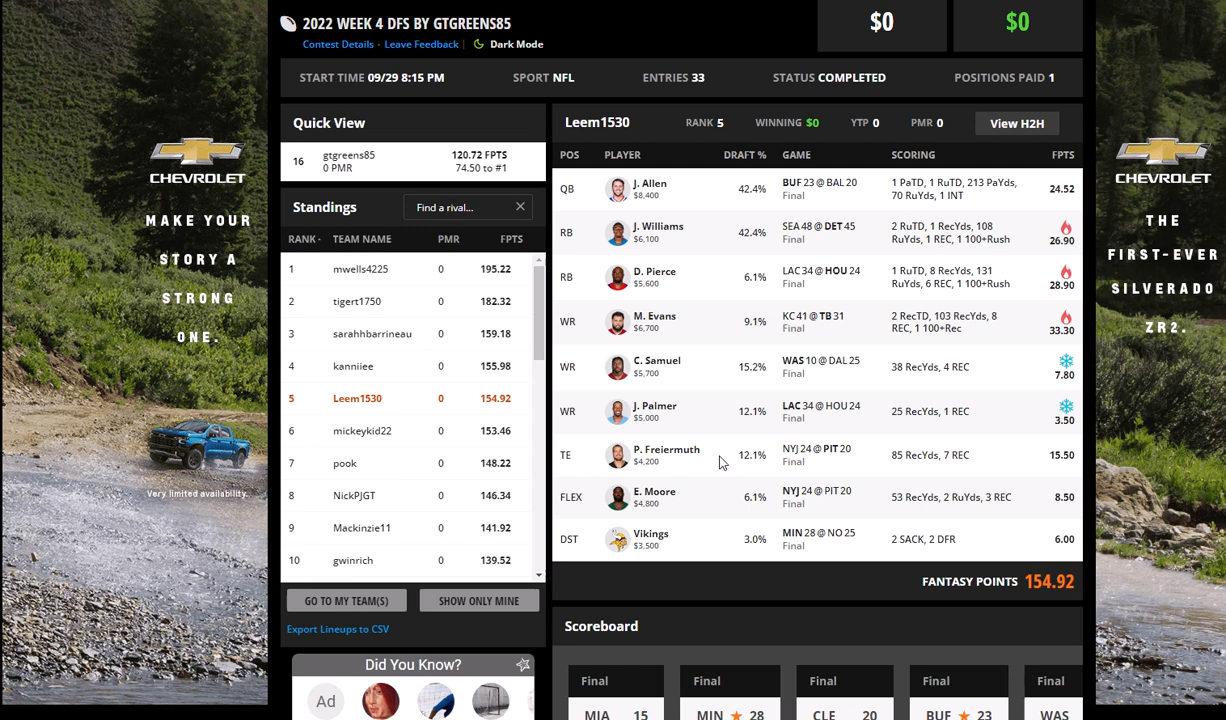 2022 WEEK 4 DFS BY GTGREENS85
Contest Details · Leave Feedback | Dark Mode
$0
$0
START TIME 09/29 8:15 PM
SPORT NFL
ENTRIES 33
STATUS COMPLETED
POSITIONS PAID 1
CHEVROLET
MAKE YOUR
STORY A
STRONG
ONE.
Very limited availability.
Quick View
16 gtgreens85 120.72 FPTS
0 PMR 74.50 to #1
Standings
Find a rival...
RANK TEAM NAME PMR FPTS
1 mwells4225 0 195.22
2 tigert1750 0 182.32
3 sarahhbarrineau 0 159.18
4 kanniiee 0 155.98
5 Leem1530 0 154.92
6 mickeykid22 0 153.46
7 pook 0 148.22
8 NickPJGT 0 146.34
9 Mackinzie11 0 141.92
10 gwinrich 0 139.52
GO TO MY TEAM(S)
SHOW ONLY MINE
Export Lineups to CSV
Did You Know?
Ad
Leem1530 RANK 5 WINNING $0 YTP 0 PMR 0 View H2H
POS PLAYER DRAFT % GAME SCORING FPTS
QB J. Allen $8,400 42.4% BUF 23 @ BAL 20 Final 1 PaTD, 1 RuTD, 213 PaYds, 70 RuYds, 1 INT 24.52
RB J. Williams $6,100 42.4% SEA 48 @ DET 45 Final 2 RuTD, 1 RecYds, 108 RuYds, 1 REC, 1 100+Rush 26.90
RB D. Pierce $5,600 6.1% LAC 34 @ HOU 24 Final 1 RuTD, 8 RecYds, 131 RuYds, 6 REC, 1 100+Rush 28.90
WR M. Evans $6,700 9.1% KC 41 @ TB 31 Final 2 RecTD, 103 RecYds, 8 REC, 1 100+Rec 33.30
WR C. Samuel $5,700 15.2% WAS 10 @ DAL 25 Final 38 RecYds, 4 REC 7.80
WR J. Palmer $5,000 12.1% LAC 34 @ HOU 24 Final 25 RecYds, 1 REC 3.50
TE P. Freiermuth $4,200 12.1% NYJ 24 @ PIT 20 Final 85 RecYds, 7 REC 15.50
FLEX E. Moore $4,800 6.1% NYJ 24 @ PIT 20 Final 53 RecYds, 2 RuYds, 3 REC 8.50
DST Vikings $3,500 3.0% MIN 28 @ NO 25 Final 2 SACK, 2 DFR 6.00
FANTASY POINTS 154.92
Scoreboard
Final Final Final Final Final
MIA 15 MIN 28 CLE 20 BUF 23 WAS
CHEVROLET
THE
FIRST-EVER
SILVERADO
ZR2.